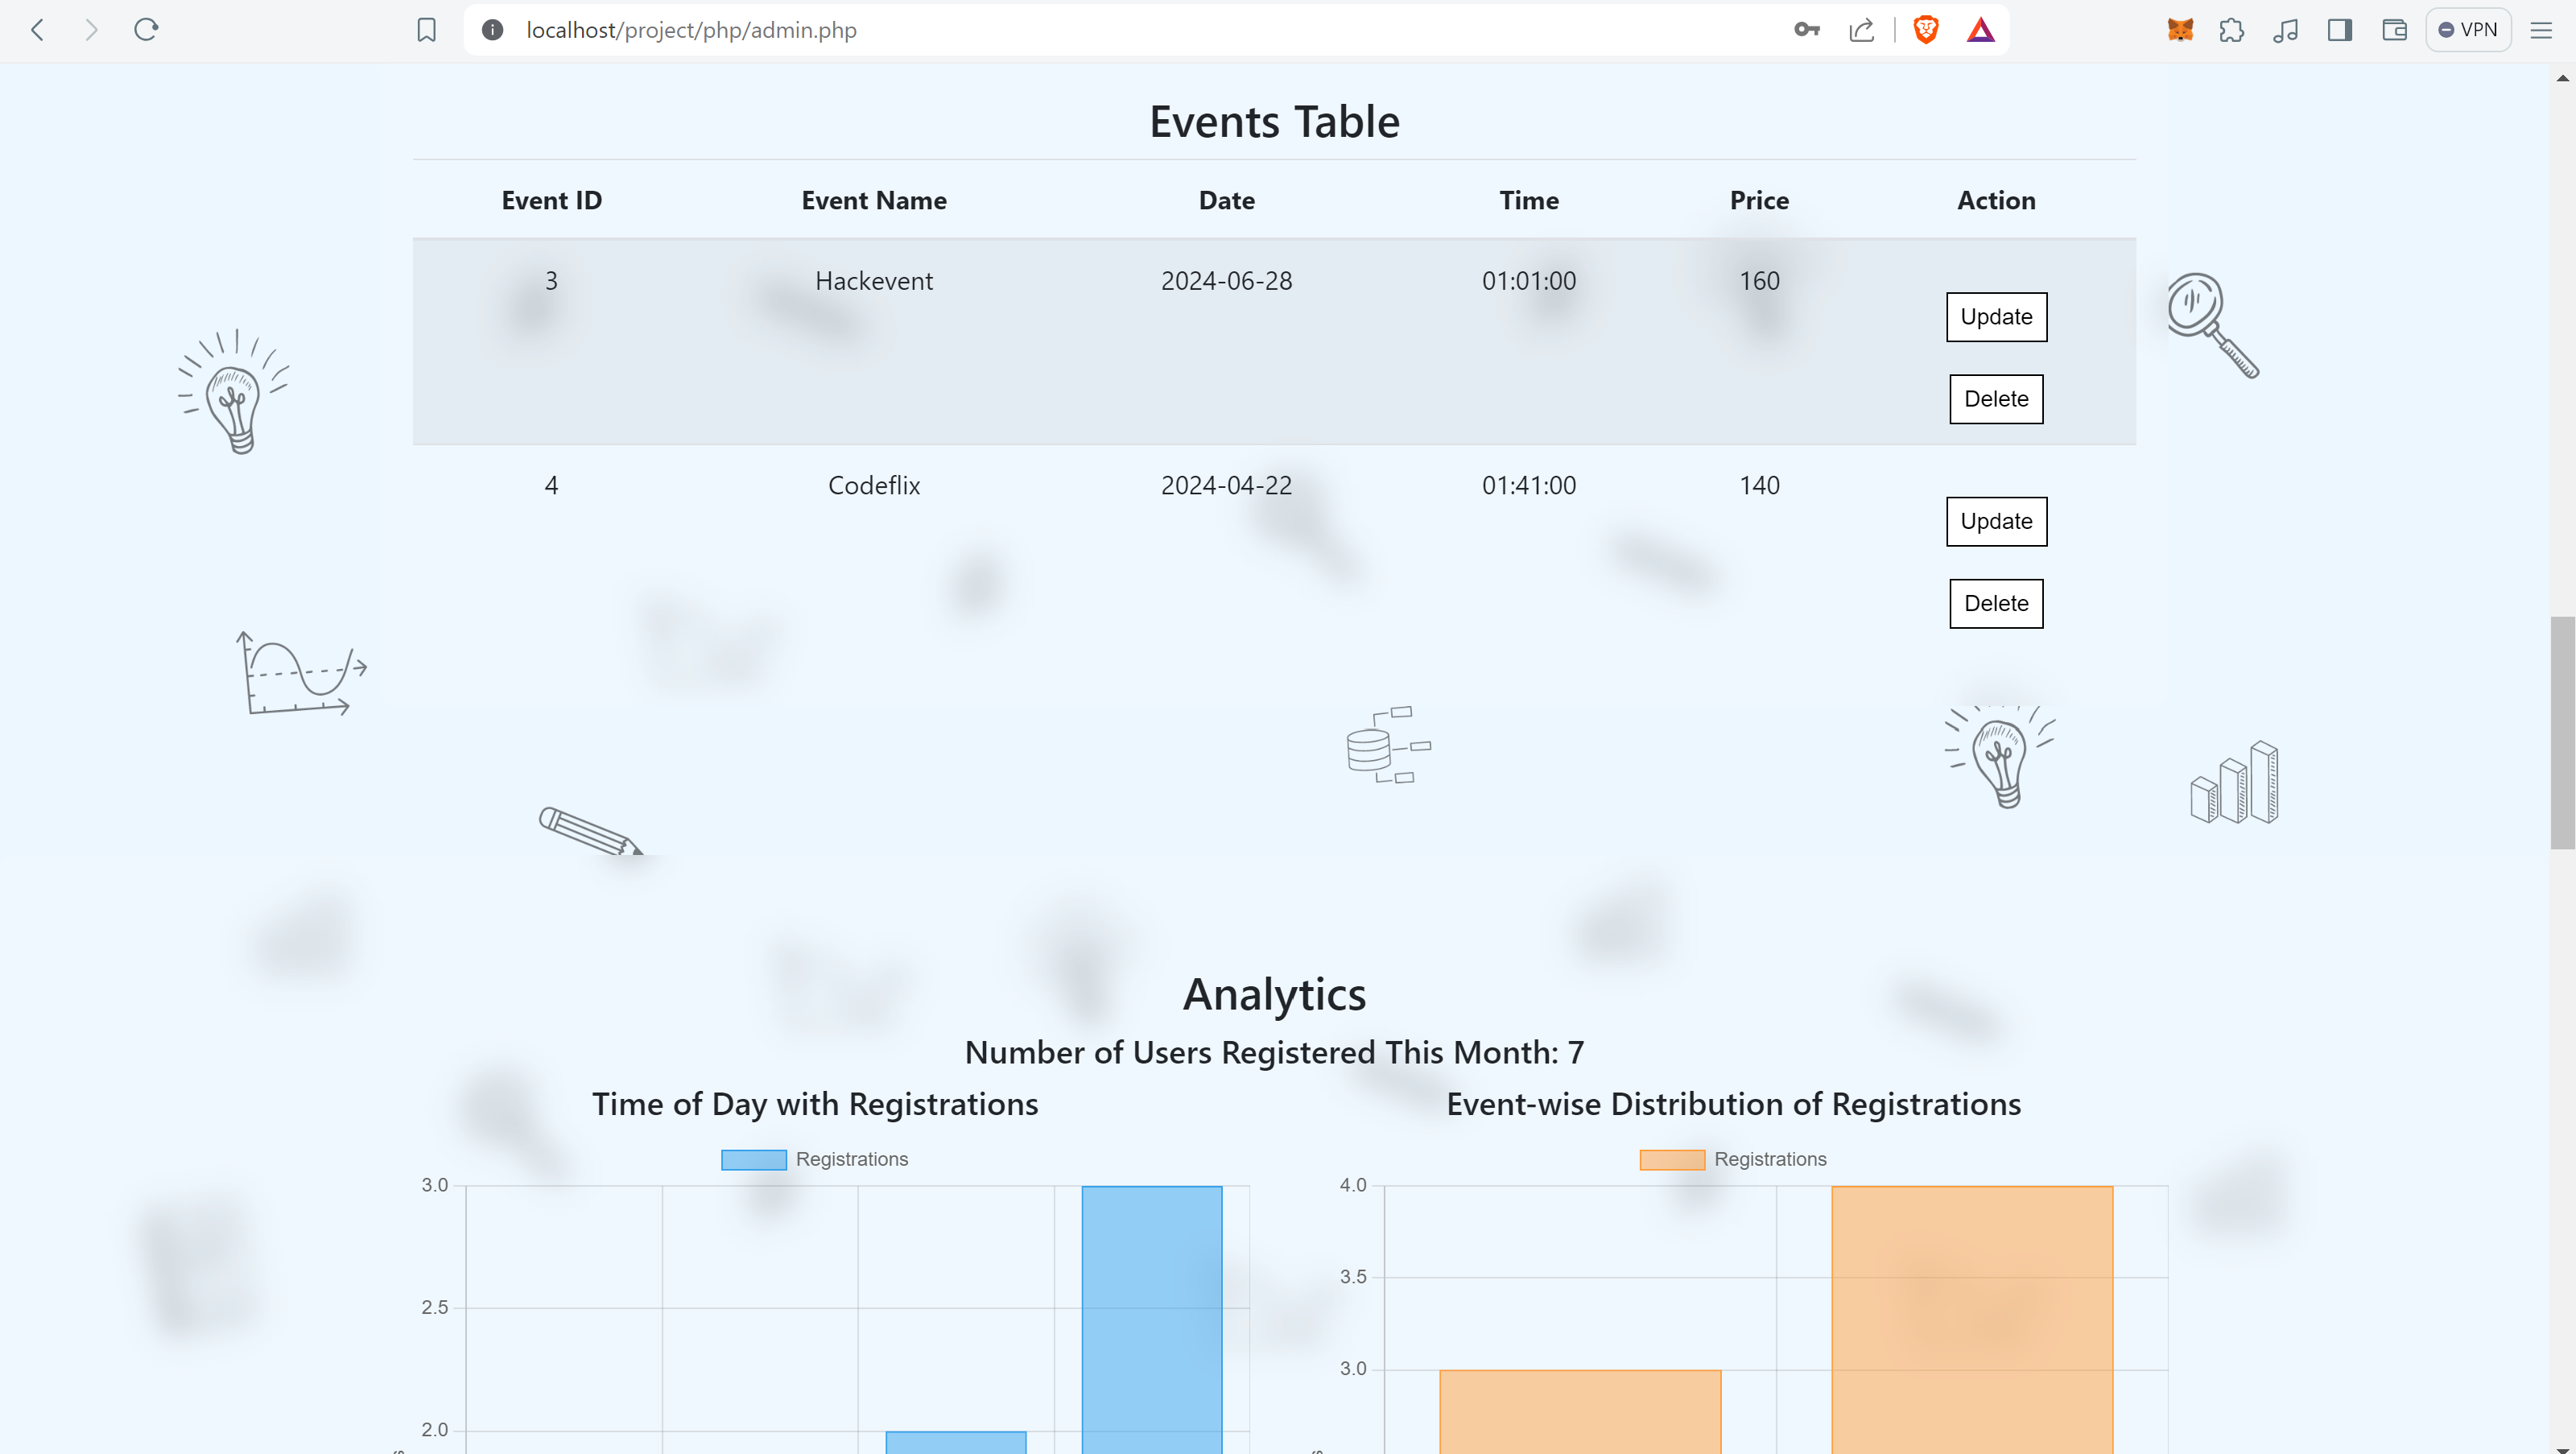 localhost/project/php/admin.php
VPN
Events Table
Event ID Event Name Date Time Price Action
3 Hackevent 2024-06-28 01:01:00 160
Update
Delete
4 Codeflix 2024-04-22 01:41:00 140
Update
Delete
Analytics
Number of Users Registered This Month: 7
Time of Day with Registrations
Registrations
3.0
2.5
2.0
Event-wise Distribution of Registrations
Registrations
4.0
3.5
3.0